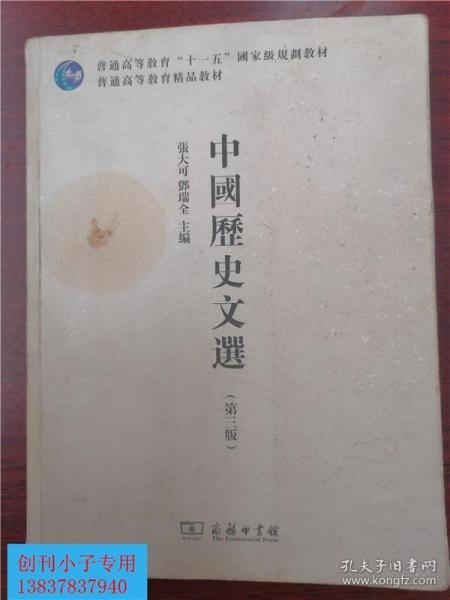 普通高等教育“十一五”國家級規劃教材
普通高等教育精品教材
中國歷史文選
(第三版)
張大可 鄧瑞全 主編
商務印書館
The Commercial Press
创刊小子专用
13837837940
孔夫子旧书网
www.kongfz.com